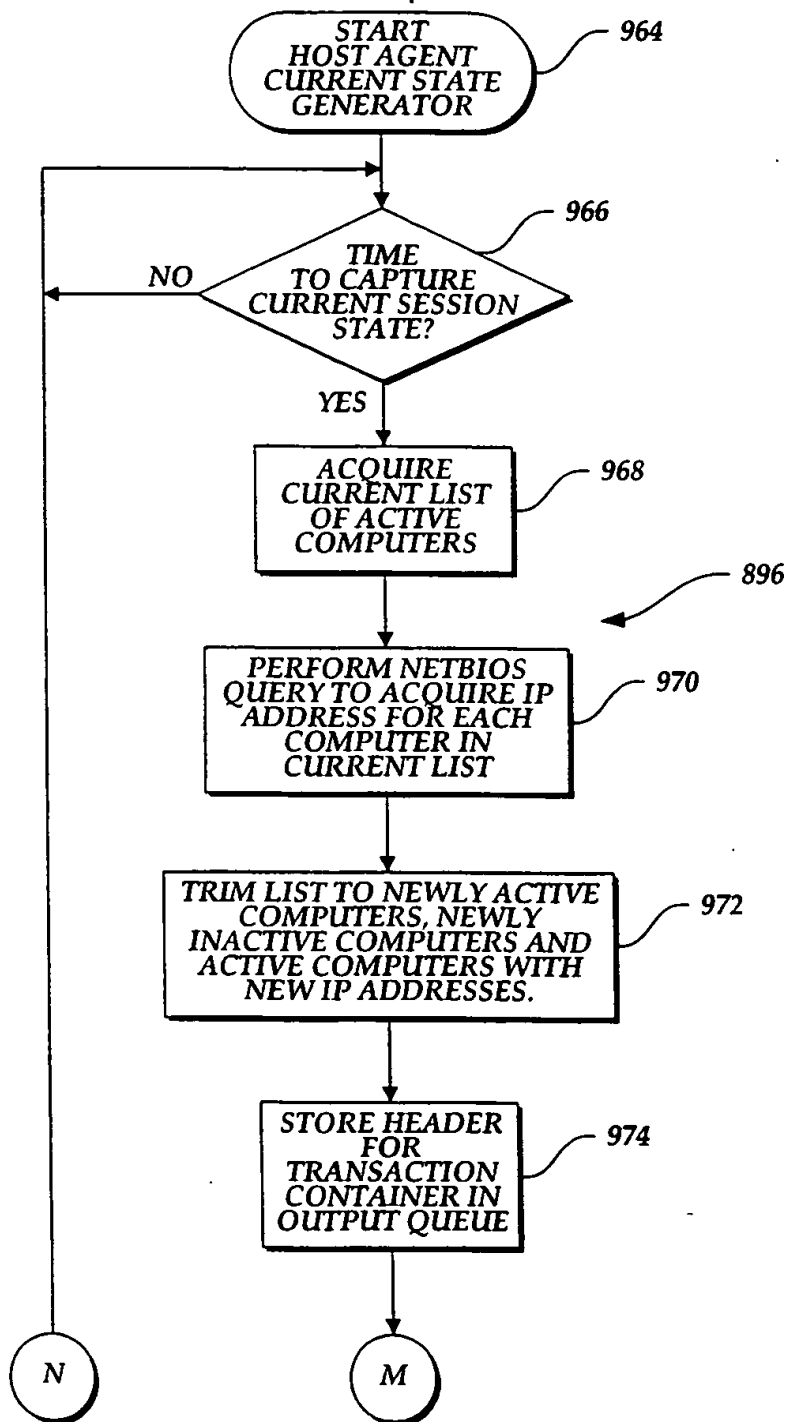 START
HOST AGENT
CURRENT STATE
GENERATOR
964
966
TIME
TO CAPTURE
CURRENT SESSION
STATE?
NO
YES
ACQUIRE
CURRENT LIST
OF ACTIVE
COMPUTERS
968
896
PERFORM NETBIOS
QUERY TO ACQUIRE IP
ADDRESS FOR EACH
COMPUTER IN
CURRENT LIST
970
TRIM LIST TO NEWLY ACTIVE
COMPUTERS, NEWLY
INACTIVE COMPUTERS AND
ACTIVE COMPUTERS WITH
NEW IP ADDRESSES.
972
STORE HEADER
FOR
TRANSACTION
CONTAINER IN
OUTPUT QUEUE
974
N
M